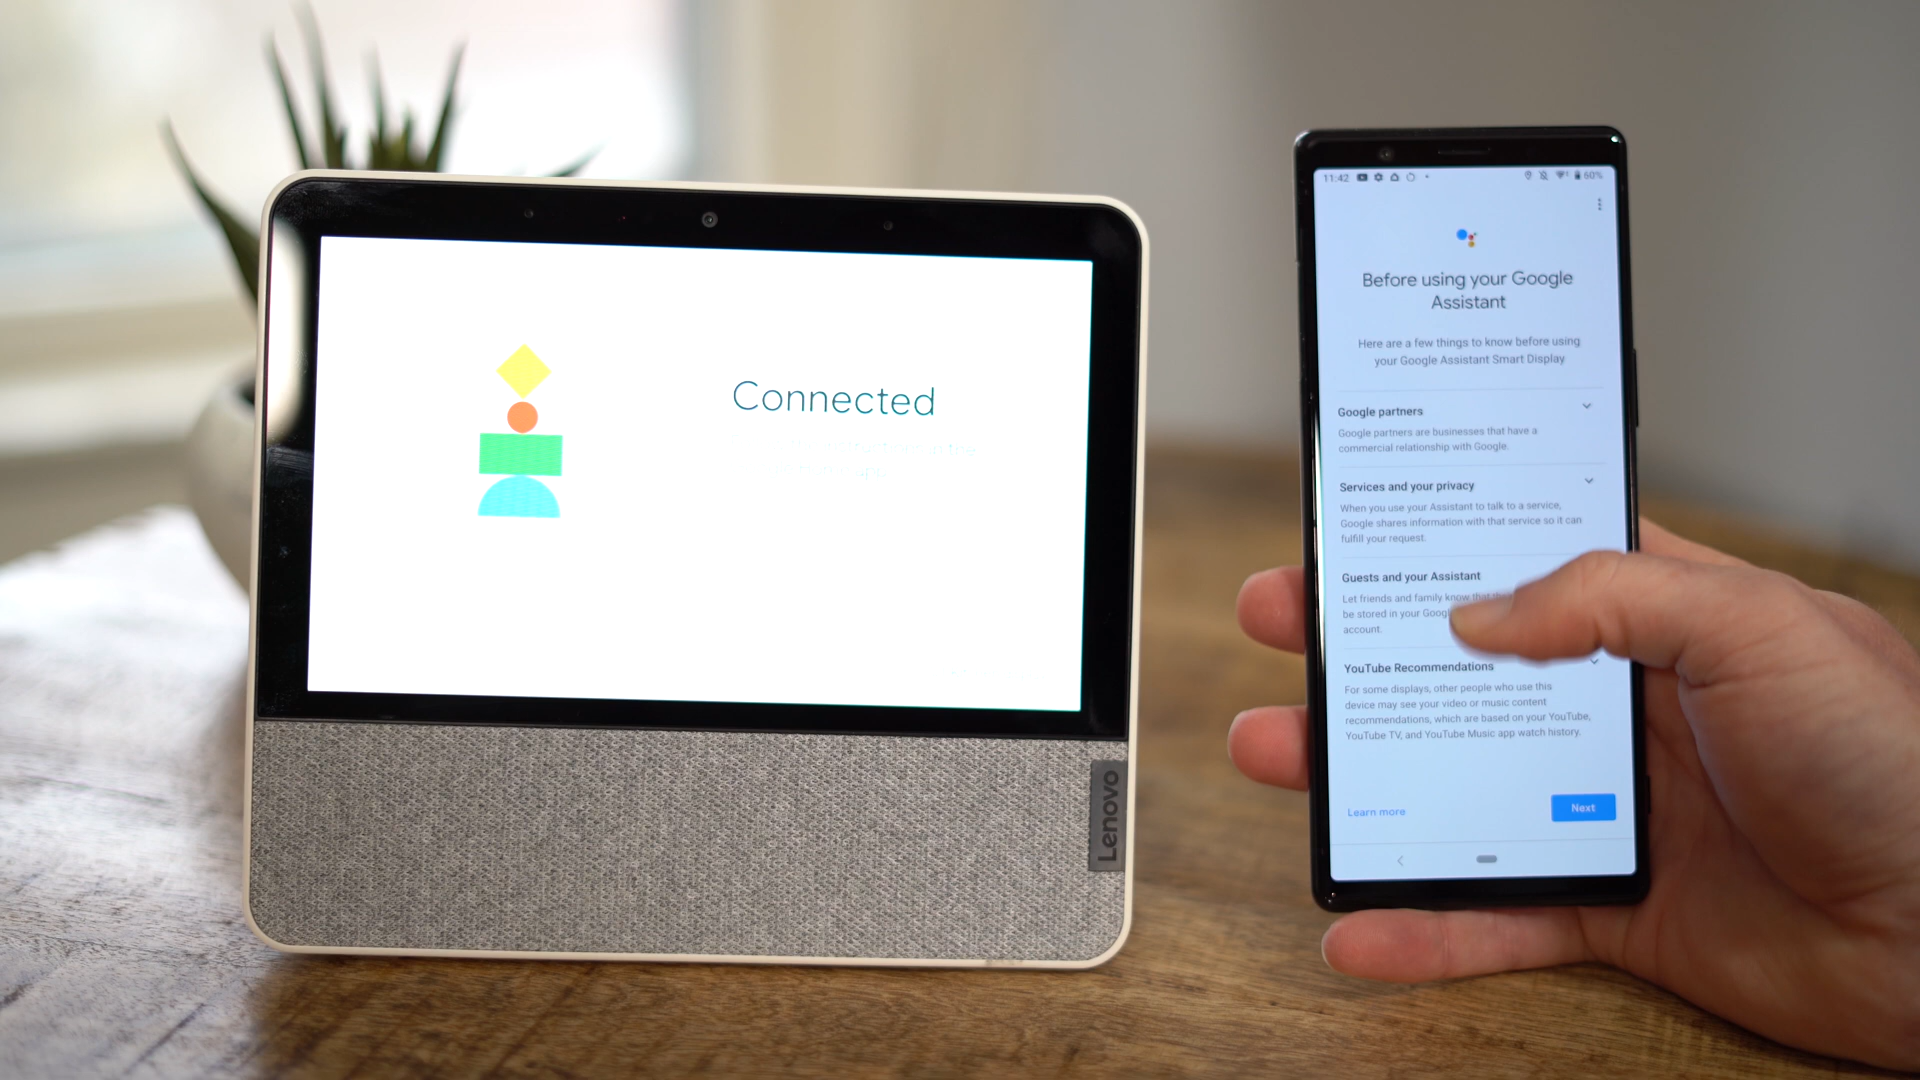 Connected
in the
Lenovo
11:42
60%
Before using your Google
Assistant
Here are a few things to know before using
your Google Assistant Smart Display
Google partners
Google partners are businesses that have a
commercial relationship with Google.
Services and your privacy
When you use your Assistant to talk to a service,
Google shares information with that service so it can
fulfill your request.
Guests and your Assistant
Let friends and family know that
be stored in your Google
account.
YouTube Recommendations
For some displays, other people who use this
device may see your video or music content
recommendations, which are based on your YouTube,
YouTube TV, and YouTube Music app watch history.
Learn more
Next